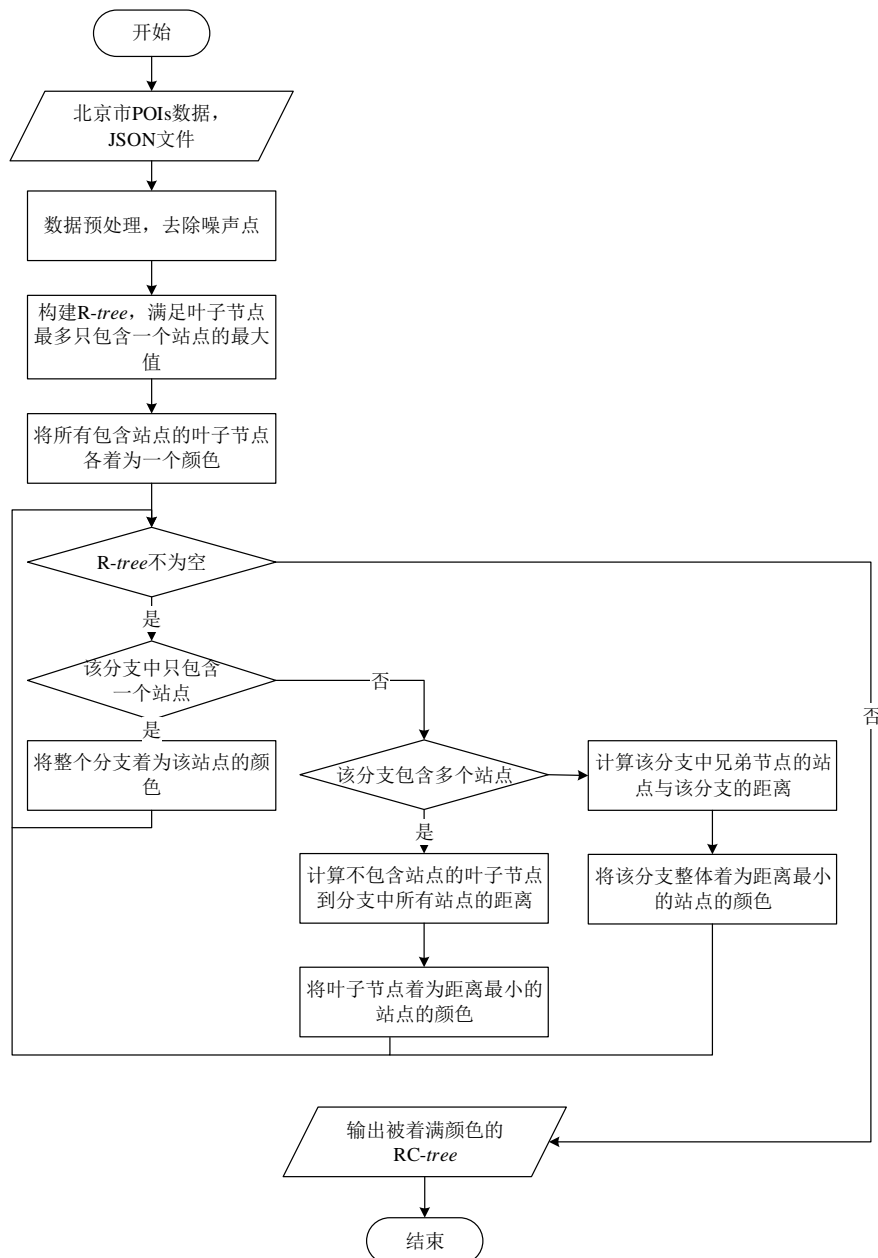 开始
北京市POIs数据，
JSON文件
数据预处理，去除噪声点
构建R-tree，满足叶子节点
最多只包含一个站点的最大
值
将所有包含站点的叶子节点
各着为一个颜色
R-tree不为空
是
该分支中只包含
一个站点
否
是
否
将整个分支着为该站点的颜
色
该分支包含多个站点
计算该分支中兄弟节点的站
点与该分支的距离
是
计算不包含站点的叶子节点
到分支中所有站点的距离
将该分支整体着为距离最小
的站点的颜色
将叶子节点着为距离最小的
站点的颜色
输出被着满颜色的
RC-tree
结束